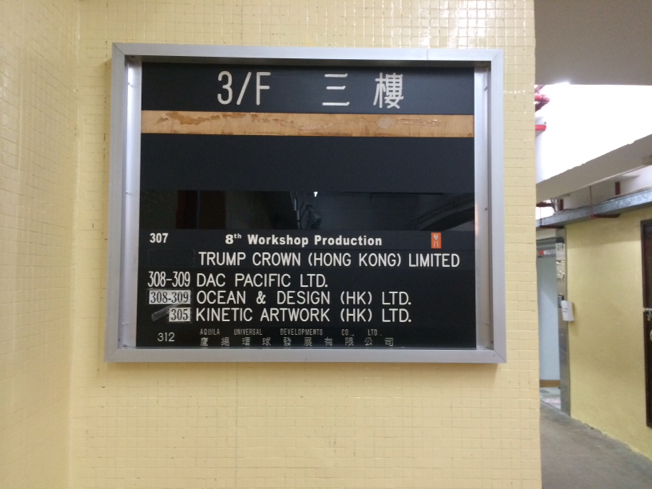 3/F 三樓
307 8th Workshop Production
TRUMP CROWN (HONG KONG) LIMITED
308-309 DAC PACIFIC LTD.
308-309 OCEAN & DESIGN (HK) LTD.
305 KINETIC ARTWORK (HK) LTD.
312 AQUILA UNIVERSAL DEVELOPMENTS CO., LTD.
鷹揚環球發展有限公司